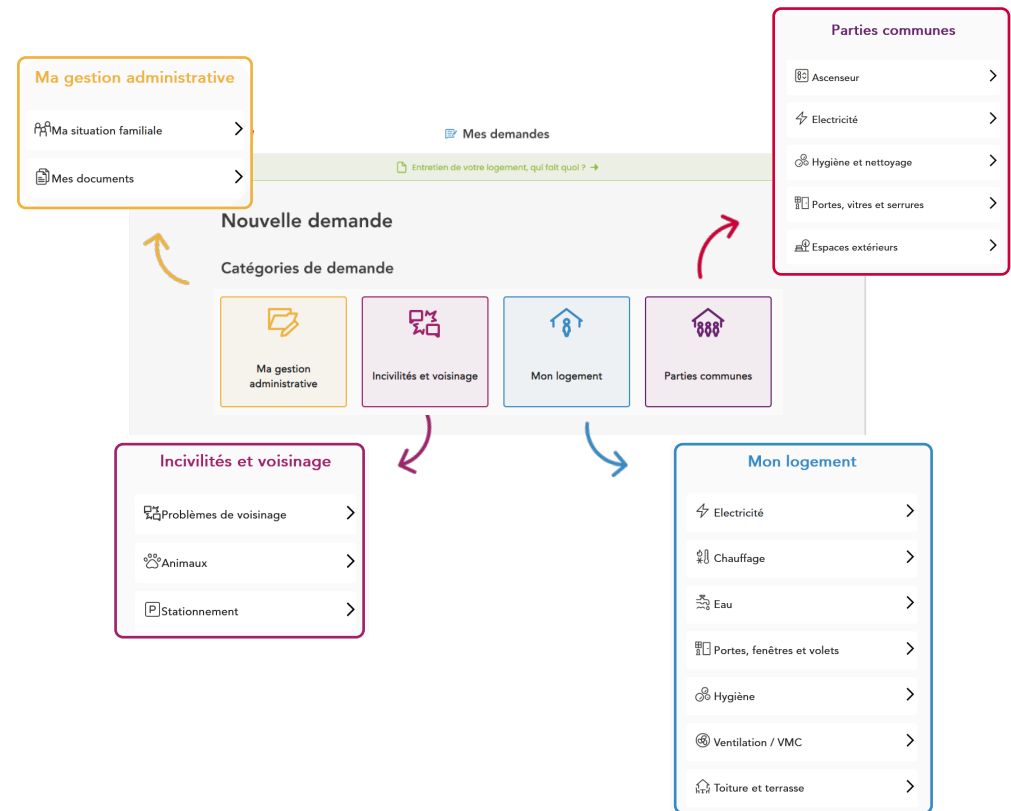 Parties communes
Ascenseur
Electricité
Hygiène et nettoyage
Portes, vitres et serrures
Espaces extérieurs
Ma gestion administrative
Ma situation familiale
Mes documents
Mes demandes
Entretien de votre logement, qui fait quoi ?
Nouvelle demande
Catégories de demande
Ma gestion
administrative
Incivilités et voisinage
Mon logement
Parties communes
Incivilités et voisinage
Problèmes de voisinage
Animaux
P Stationnement
Mon logement
Electricité
Chauffage
Eau
Portes, fenêtres et volets
Hygiène
Ventilation / VMC
Toiture et terrasse